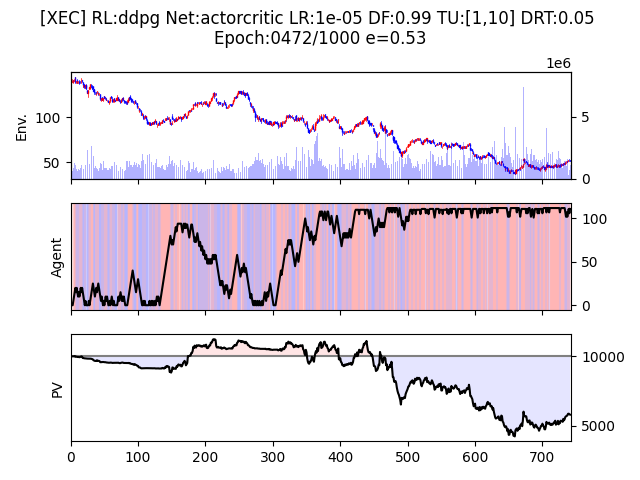 [XEC] RL:ddpg Net:actorcritic LR:1e-05 DF:0.99 TU:[1,10] DRT:0.05
Epoch:0472/1000 e=0.53
1e6
Env.
100
50
5
0
Agent
100
50
0
PV
10000
5000
0 100 200 300 400 500 600 700